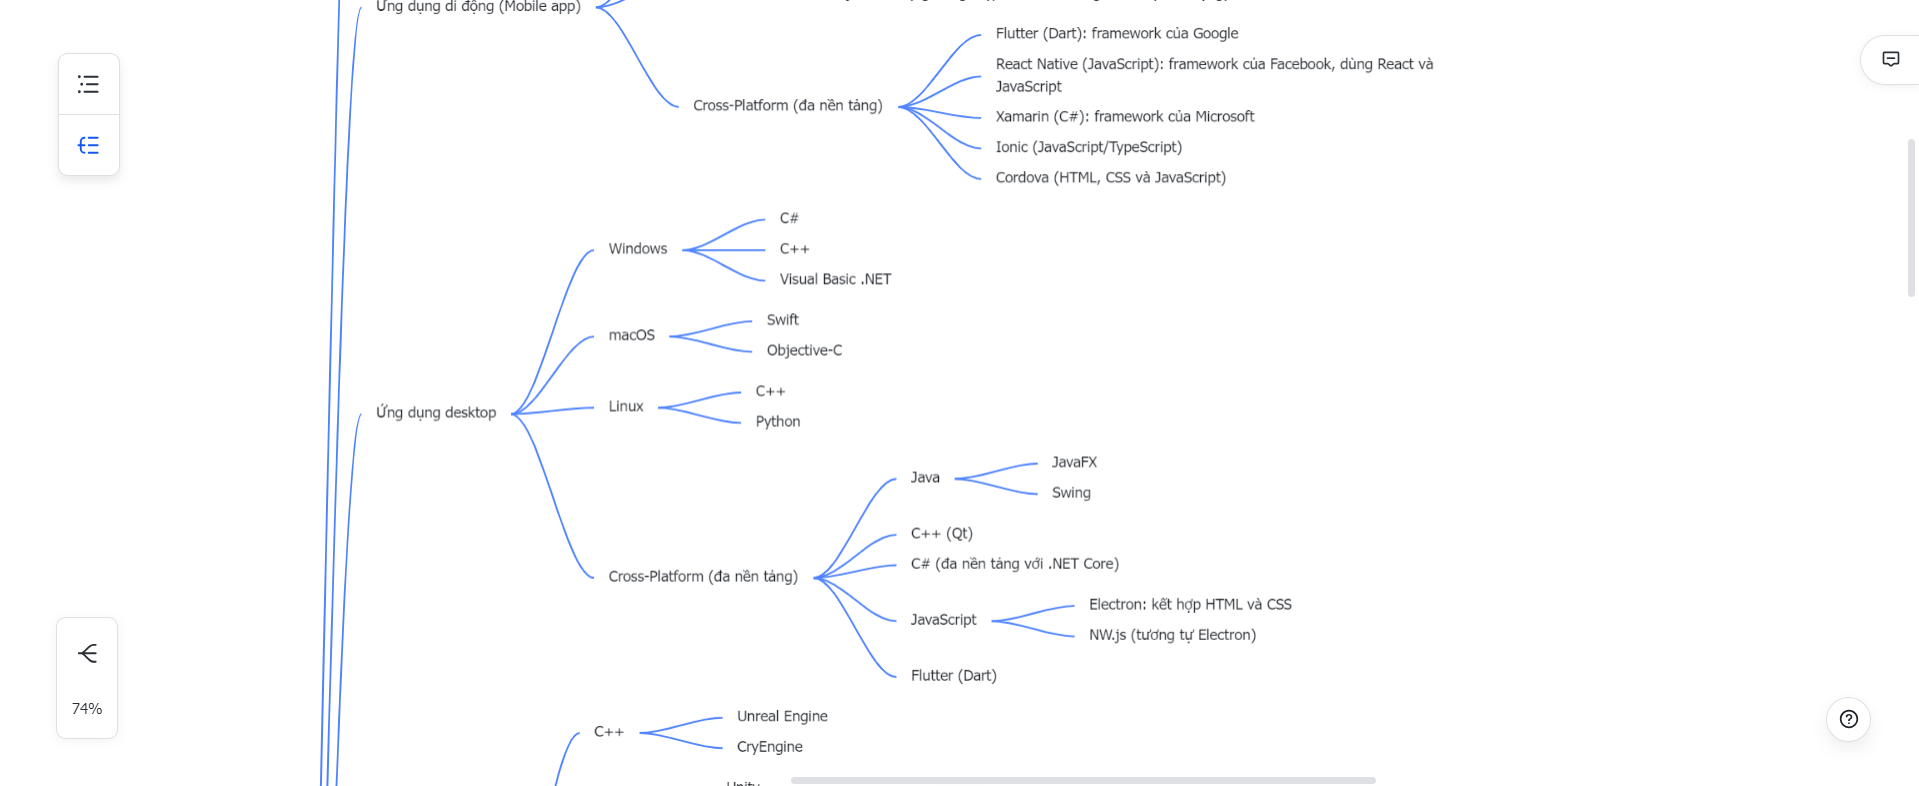 Ứng dụng di động (Mobile app)
Flutter (Dart): framework của Google
React Native (JavaScript): framework của Facebook, dùng React và
JavaScript
Cross-Platform (đa nền tảng)
Xamarin (C#): framework của Microsoft
Ionic (JavaScript/TypeScript)
Cordova (HTML, CSS và JavaScript)
Ứng dụng desktop
Windows
C#
C++
Visual Basic .NET
macOS
Swift
Objective-C
Linux
C++
Python
Cross-Platform (đa nền tảng)
Java
JavaFX
Swing
C++ (Qt)
C# (đa nền tảng với .NET Core)
JavaScript
Electron: kết hợp HTML và CSS
NW.js (tương tự Electron)
Flutter (Dart)
C++
Unreal Engine
CryEngine
Unity
74%